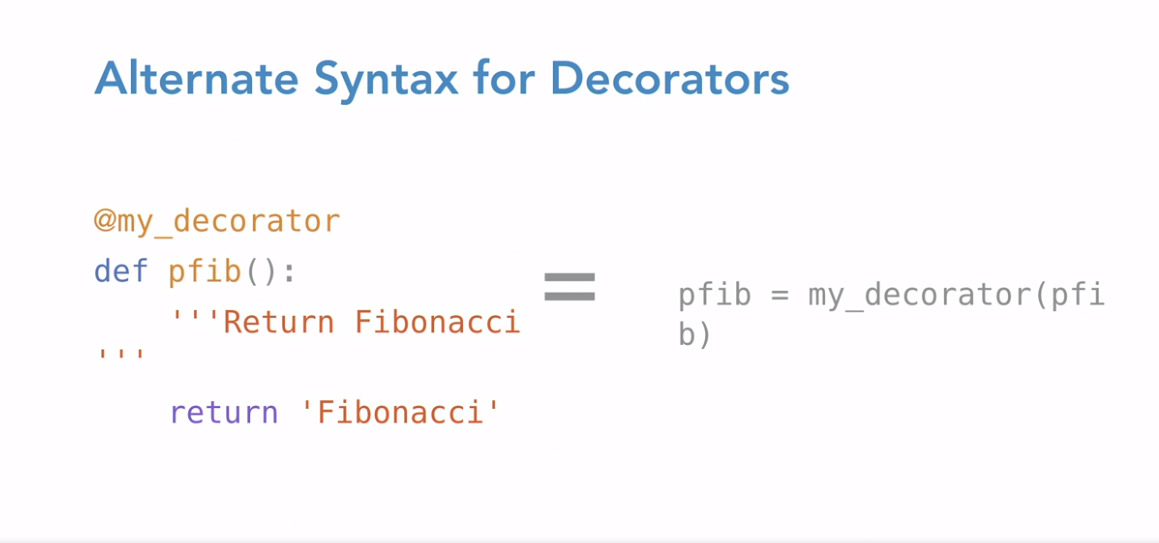 Alternate Syntax for Decorators
@my_decorator
def pfib():
    '''Return Fibonacci
'''
    return 'Fibonacci'
=
pfib = my_decorator(pfi
b)